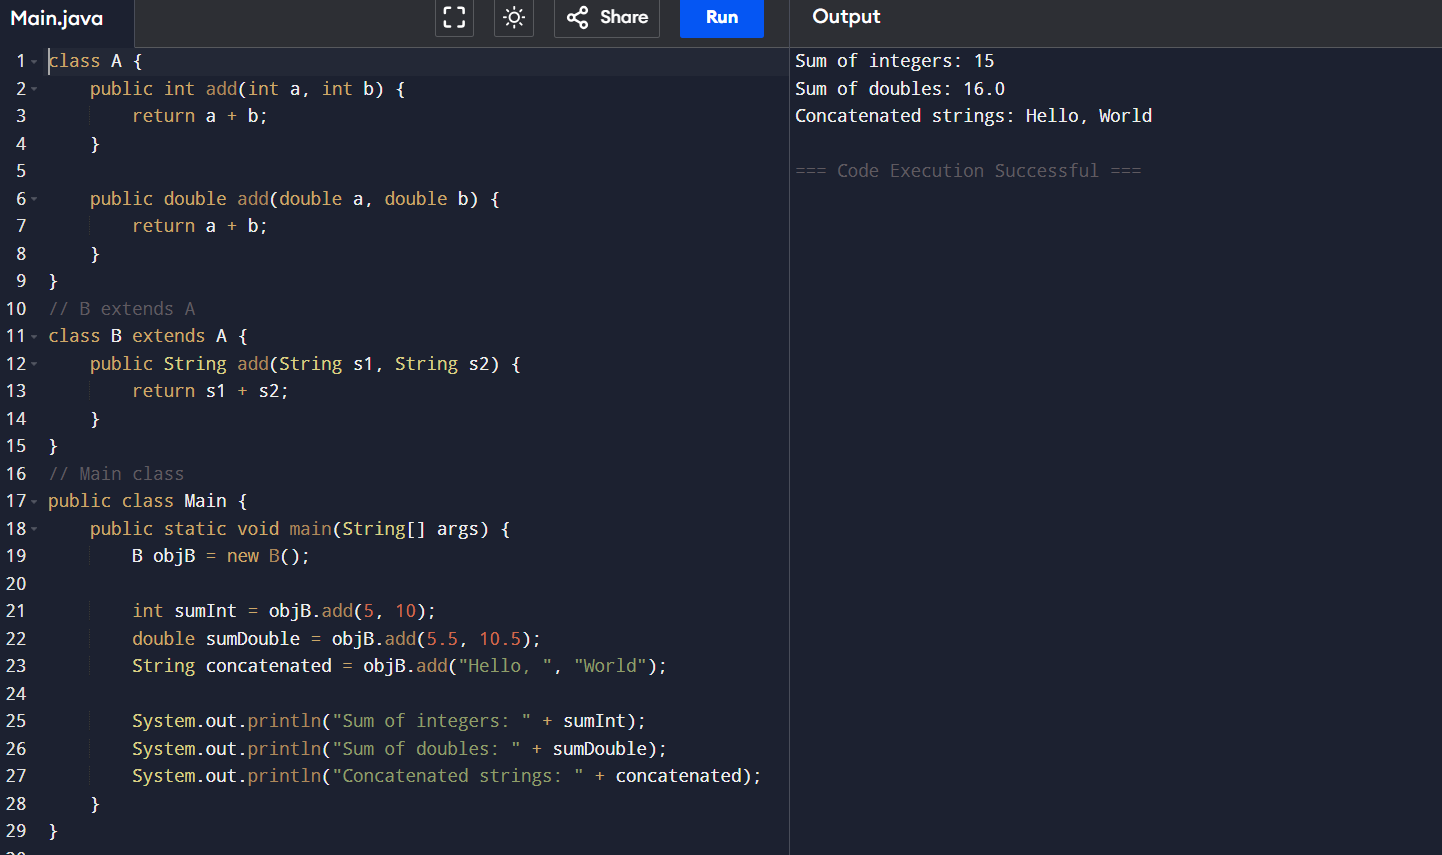 Main.java
Share
Run
Output
1 class A {
2     public int add(int a, int b) {
3         return a + b;
4     }
5
6     public double add(double a, double b) {
7         return a + b;
8     }
9 }
10 // B extends A
11 class B extends A {
12     public String add(String s1, String s2) {
13         return s1 + s2;
14     }
15 }
16 // Main class
17 public class Main {
18     public static void main(String[] args) {
19         B objB = new B();
20
21         int sumInt = objB.add(5, 10);
22         double sumDouble = objB.add(5.5, 10.5);
23         String concatenated = objB.add("Hello, ", "World");
24
25         System.out.println("Sum of integers: " + sumInt);
26         System.out.println("Sum of doubles: " + sumDouble);
27         System.out.println("Concatenated strings: " + concatenated);
28     }
29 }
Sum of integers: 15
Sum of doubles: 16.0
Concatenated strings: Hello, World
=== Code Execution Successful ===